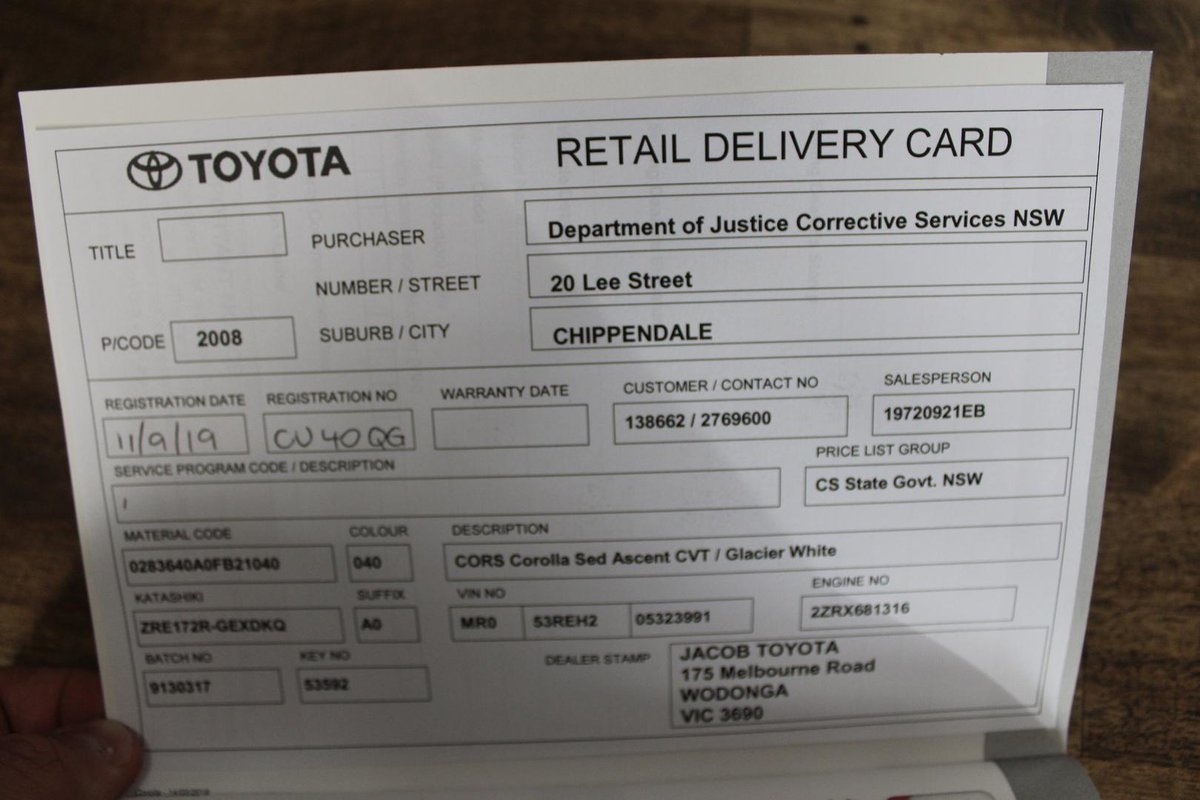 TOYOTA RETAIL DELIVERY CARD
TITLE PURCHASER Department of Justice Corrective Services NSW
NUMBER / STREET 20 Lee Street
P/CODE 2008 SUBURB / CITY CHIPPENDALE
REGISTRATION DATE REGISTRATION NO WARRANTY DATE CUSTOMER / CONTACT NO SALESPERSON
11/9/19 CU40QG 138662 / 2769600 19720921EB
SERVICE PROGRAM CODE / DESCRIPTION PRICE LIST GROUP
/ CS State Govt. NSW
MATERIAL CODE COLOUR DESCRIPTION
0283640A0FB21040 040 CORS Corolla Sed Ascent CVT / Glacier White
KATASHIKI SUFFIX VIN NO ENGINE NO
ZRE172R-GEXDKQ A0 MR0 53REH2 05323991 2ZRX681316
BATCH NO KEY NO DEALER STAMP JACOB TOYOTA
9130317 53592 175 Melbourne Road
WODONGA
VIC 3690